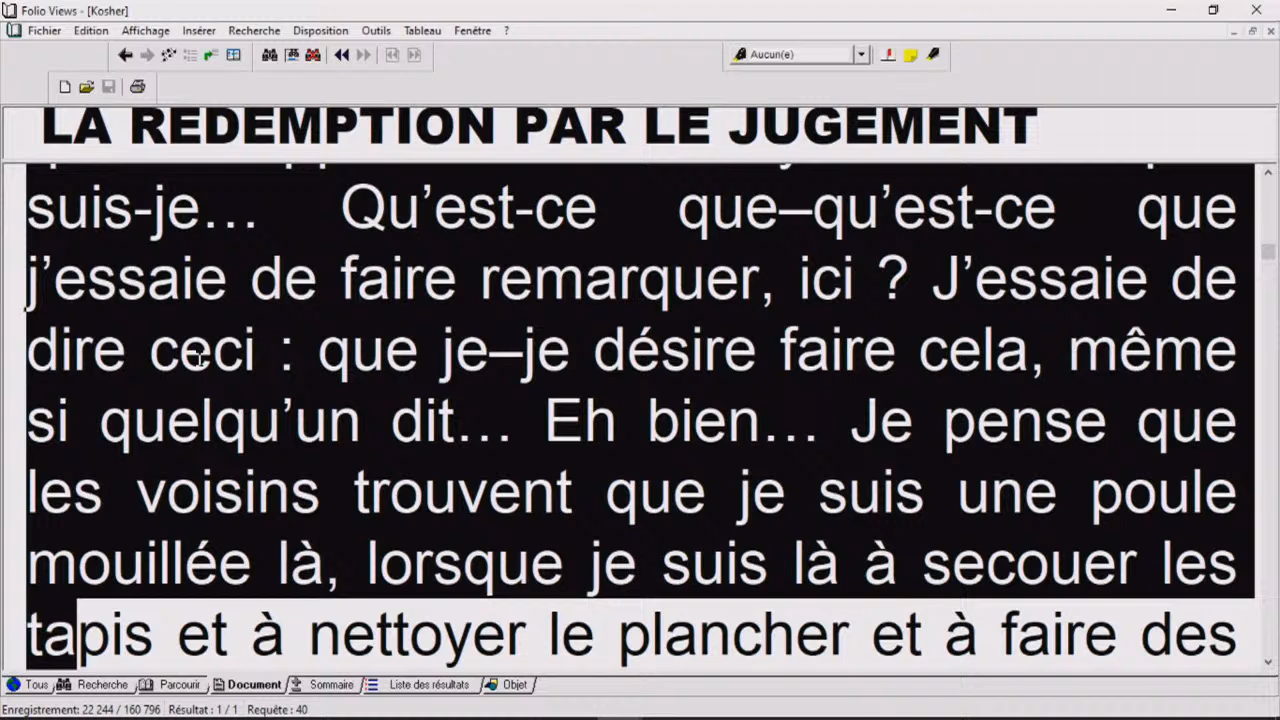 Folio Views - [Kosher]
Fichier Edition Affichage Insérer Recherche Disposition Outils Tableau Fenêtre ?
Aucun(e)
LA RÉDEMPTION PAR LE JUGEMENT
suis-je… Qu’est-ce que–qu’est-ce que
j’essaie de faire remarquer, ici ? J’essaie de
dire ceci : que je–je désire faire cela, même
si quelqu’un dit… Eh bien… Je pense que
les voisins trouvent que je suis une poule
mouillée là, lorsque je suis là à secouer les
tapis et à nettoyer le plancher et à faire des
Tous Recherche Parcourir Document Sommaire Liste des résultats Objet
Enregistrement: 22 244 / 160 796 Résultat : 1 / 1 Requête : 40